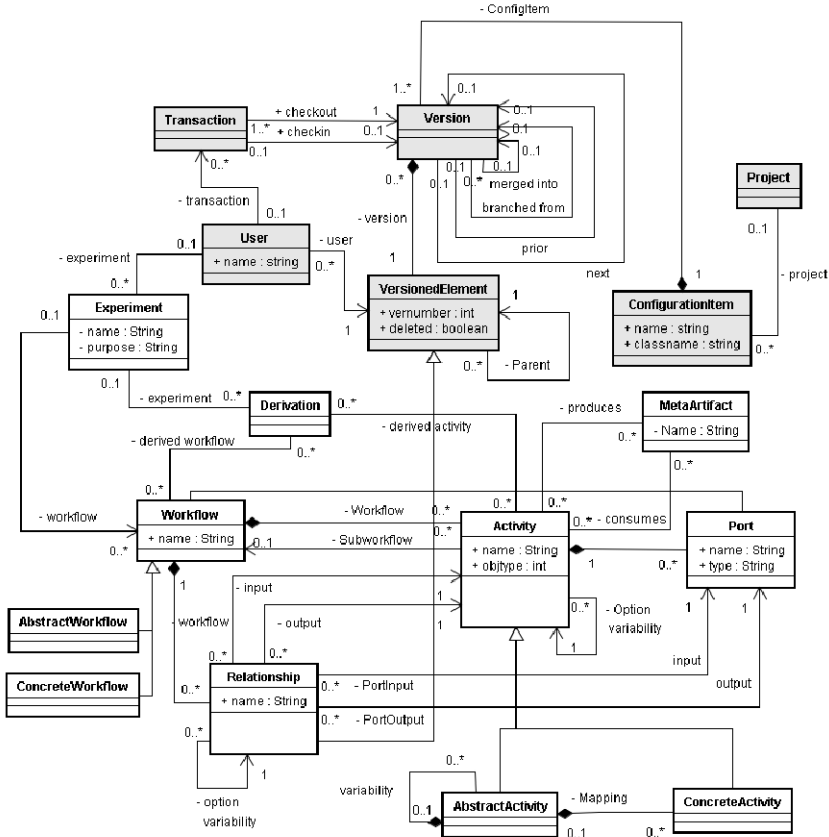 - ConfigItem
1..*
0..1
1
Transaction
+ checkout
1
1..*
+ checkin
0..1
0..1
Version
0..1
0..1
0..1
0..*
0..*
0..1
0..*
0..1
merged into
branched from
prior
next
- transaction
0..1
- version
Project
0..1
- project
User
+ name : string
0..1
- user
0..*
1
- experiment
0..*
0..1
VersionedElement
+ vernumber : int
+ deleted : boolean
1
1
0..*
- Parent
1
ConfigurationItem
+ name : string
+ classname : string
0..*
Experiment
- name : String
- purpose : String
0..1
- experiment
0..*
Derivation
0..*
- derived activity
- derived workflow
0..*
0..*
- produces
0..*
MetaArtifact
- Name : String
0..*
0..*
0..*
- workflow
0..*
Workflow
+ name : String
- Workflow
0..*
0..*
- Subworkflow
0..1
Activity
+ name : String
+ objtype : int
0..*
- consumes
1
0..*
Port
+ name : String
+ type : String
1
- workflow
- input
1
- output
1
0..*
- Option
variability
1
1
1
AbstractWorkflow
ConcreteWorkflow
0..*
0..*
0..*
Relationship
+ name : String
0..*
- PortInput
0..*
- PortOutput
input
output
0..*
1
- option
variability
variability
0..*
0..1
AbstractActivity
- Mapping
0..1
0..*
ConcreteActivity